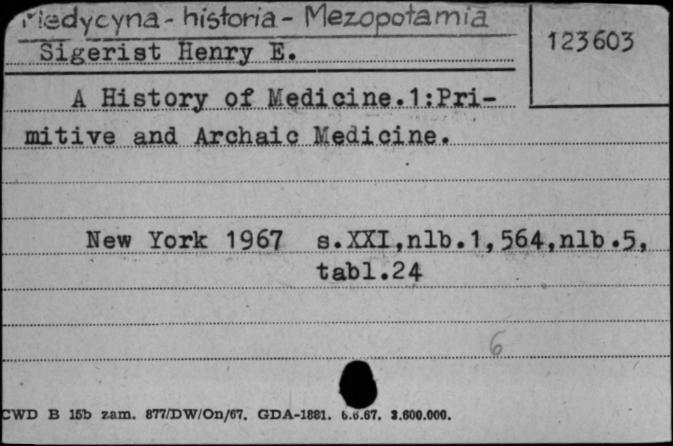 Medycyna - historia - Mezopotamia
123603
Sigerist Henry E.
A History of Medicine.1:Pri-
mitive and Archaic Medicine.
New York 1967 s.XXI,nlb.1,564,nlb.5,
tabl.24
6
CWD B 15b zam. 877/DW/On/67. GDA-1881. 6.6.67. 3.600.000.